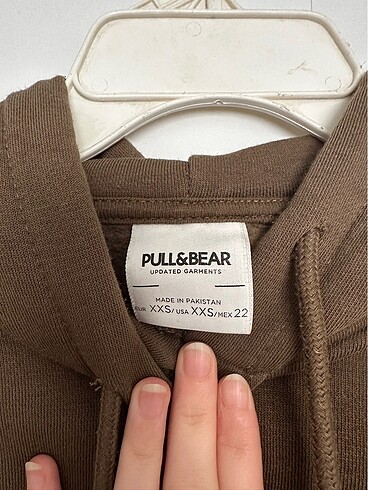 PULL&BEAR
UPDATED GARMENTS
MADE IN PAKISTAN
EUR XXS/ USA XXS/MEX 22